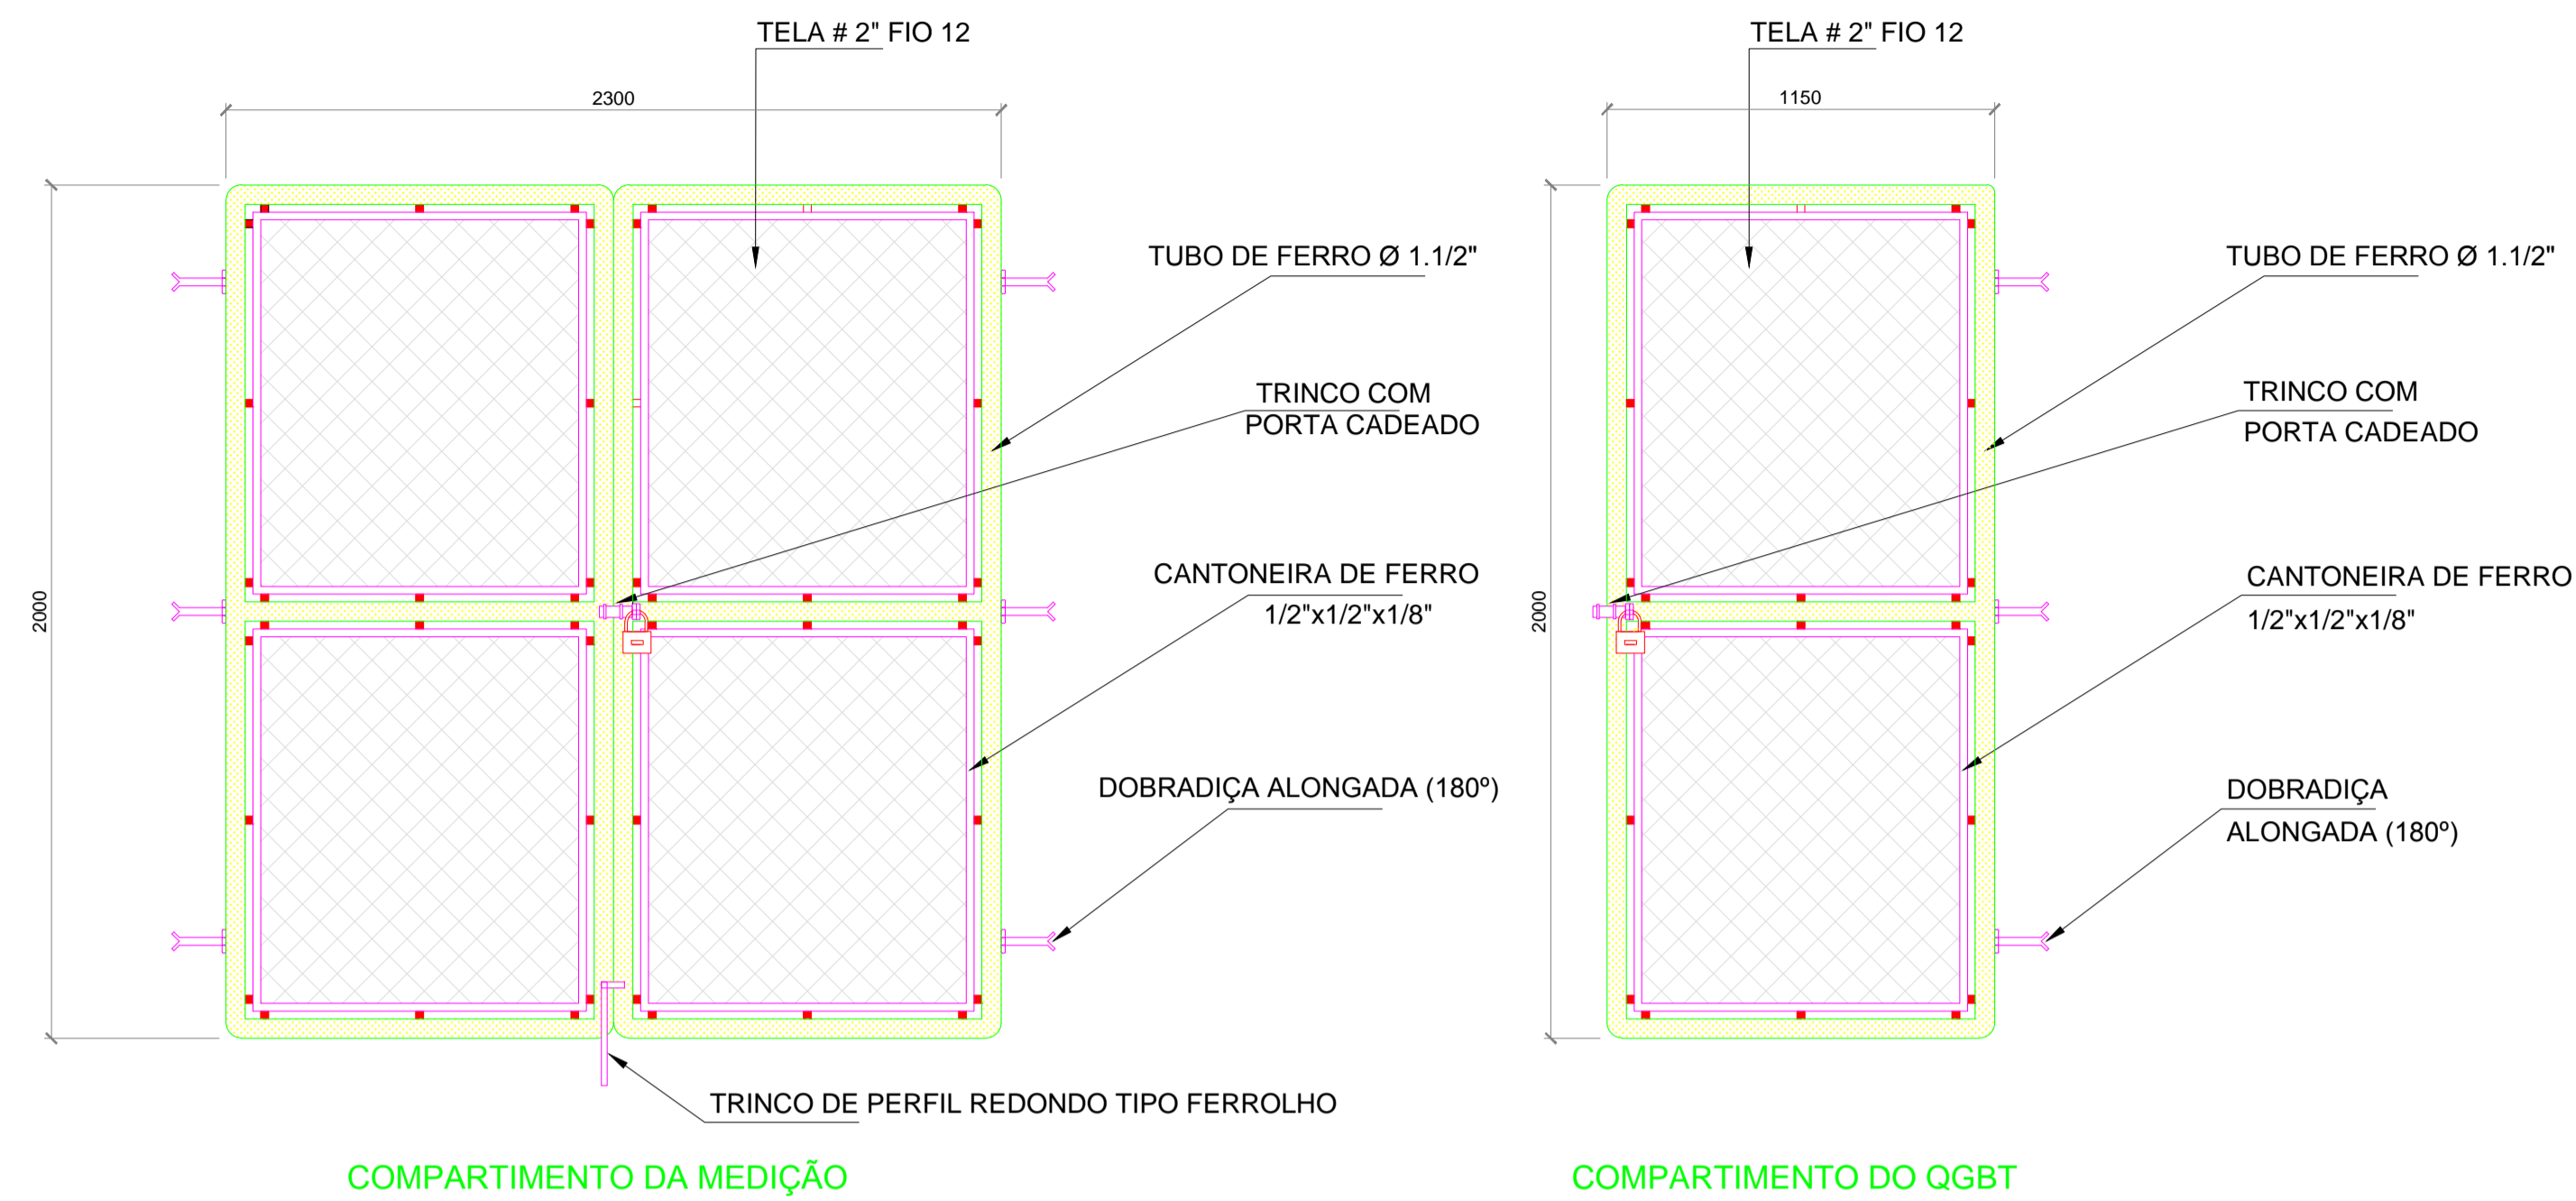 TELA # 2" FIO 12
2300
2000
TUBO DE FERRO Ø 1.1/2"
TRINCO COM
PORTA CADEADO
CANTONEIRA DE FERRO
1/2"x1/2"x1/8"
DOBRADIÇA ALONGADA (180º)
TRINCO DE PERFIL REDONDO TIPO FERROLHO
COMPARTIMENTO DA MEDIÇÃO
TELA # 2" FIO 12
1150
2000
TUBO DE FERRO Ø 1.1/2"
TRINCO COM
PORTA CADEADO
CANTONEIRA DE FERRO
1/2"x1/2"x1/8"
DOBRADIÇA
ALONGADA (180º)
COMPARTIMENTO DO QGBT